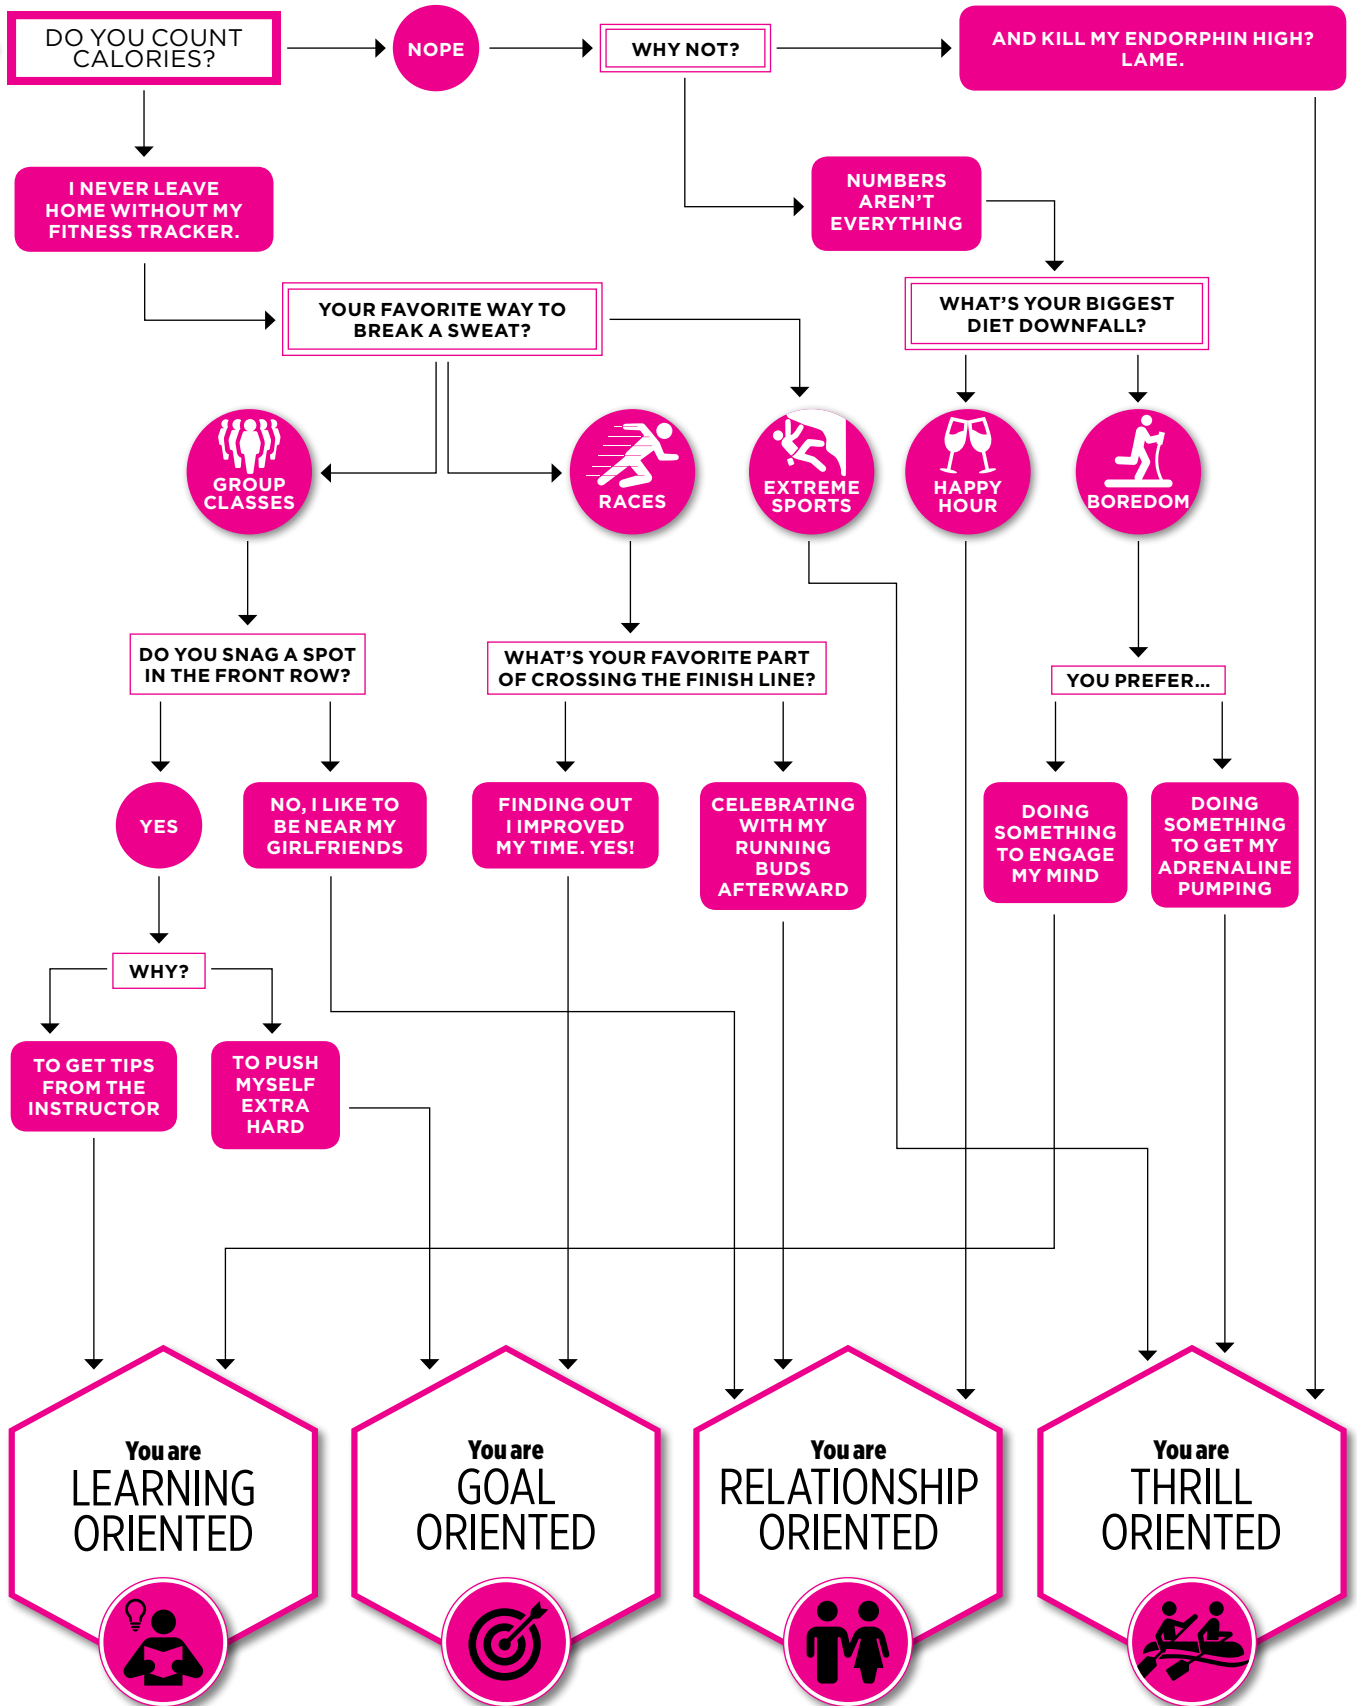 DO YOU COUNT
CALORIES?
NOPE
WHY NOT?
AND KILL MY ENDORPHIN HIGH?
LAME.
I NEVER LEAVE
HOME WITHOUT MY
FITNESS TRACKER.
NUMBERS
AREN'T
EVERYTHING
YOUR FAVORITE WAY TO
BREAK A SWEAT?
WHAT'S YOUR BIGGEST
DIET DOWNFALL?
GROUP
CLASSES
RACES
EXTREME
SPORTS
HAPPY
HOUR
BOREDOM
DO YOU SNAG A SPOT
IN THE FRONT ROW?
WHAT'S YOUR FAVORITE PART
OF CROSSING THE FINISH LINE?
YOU PREFER...
YES
NO, I LIKE TO
BE NEAR MY
GIRLFRIENDS
FINDING OUT
I IMPROVED
MY TIME. YES!
CELEBRATING
WITH MY
RUNNING
BUDS
AFTERWARD
DOING
SOMETHING
TO ENGAGE
MY MIND
DOING
SOMETHING
TO GET MY
ADRENALINE
PUMPING
WHY?
TO GET TIPS
FROM THE
INSTRUCTOR
TO PUSH
MYSELF
EXTRA
HARD
You are
LEARNING
ORIENTED
You are
GOAL
ORIENTED
You are
RELATIONSHIP
ORIENTED
You are
THRILL
ORIENTED